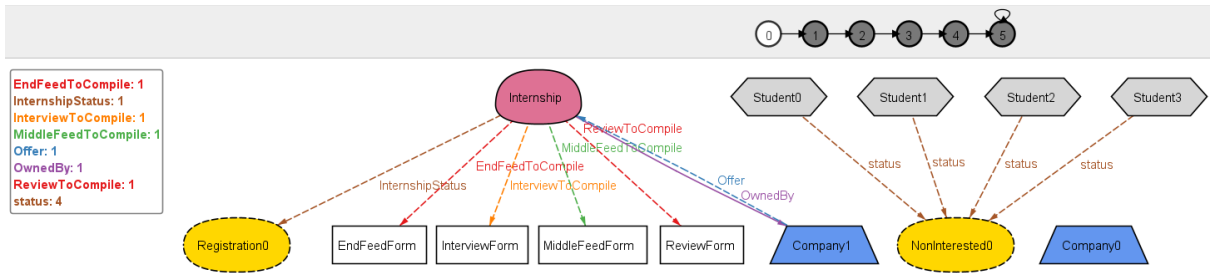 0
1
2
3
4
5
EndFeedToCompile: 1
InternshipStatus: 1
InterviewToCompile: 1
MiddleFeedToCompile: 1
Offer: 1
OwnedBy: 1
ReviewToCompile: 1
status: 4
Internship
Student0
Student1
Student2
Student3
ReviewToCompile
MiddleFeedToCompile
EndFeedToCompile
InterviewToCompile
InternshipStatus
Offer
OwnedBy
status
status
status
status
Registration0
EndFeedForm
InterviewForm
MiddleFeedForm
ReviewForm
Company1
NonInterested0
Company0